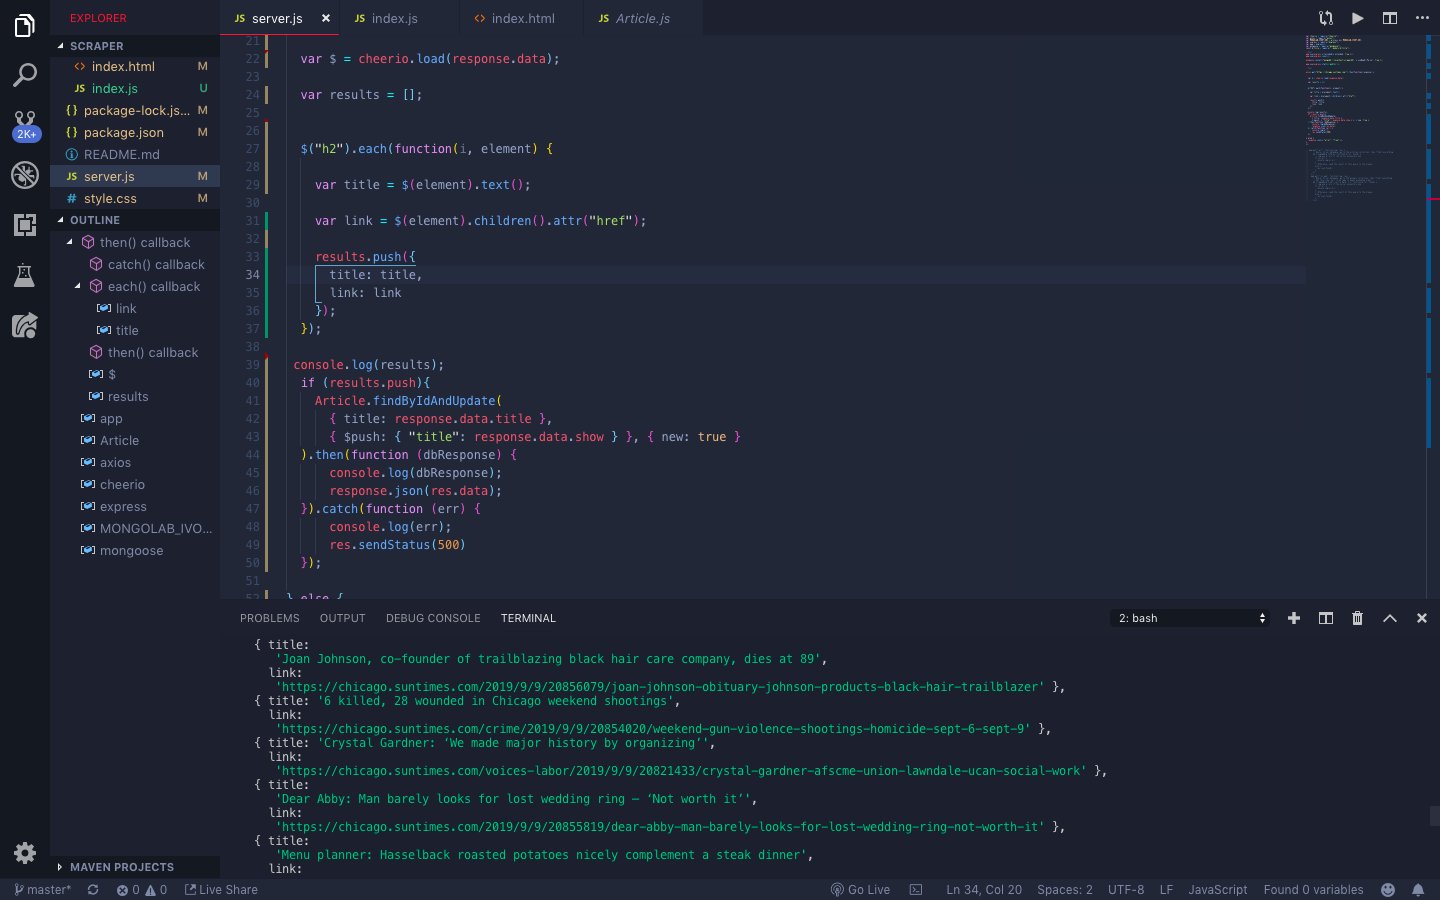 EXPLORER
SCRAPER
index.html M
index.js U
package-lock.js... M
package.json M
README.md
server.js M
style.css M
OUTLINE
then() callback
catch() callback
each() callback
link
title
then() callback
$
results
app
Article
axios
cheerio
express
MONGOLAB_IVO...
mongoose
MAVEN PROJECTS
2K+
JS server.js ×
JS index.js
<> index.html
JS Article.js
21
22 var $ = cheerio.load(response.data);
23
24 var results = [];
25
26
27 $("h2").each(function(i, element) {
28
29 var title = $(element).text();
30
31 var link = $(element).children().attr("href");
32
33 results.push({
34 title: title,
35 link: link
36 });
37 });
38
39 console.log(results);
40 if (results.push){
41 Article.findByIdAndUpdate(
42 { title: response.data.title },
43 { $push: { "title": response.data.show } }, { new: true }
44 ).then(function (dbResponse) {
45 console.log(dbResponse);
46 response.json(res.data);
47 }).catch(function (err) {
48 console.log(err);
49 res.sendStatus(500)
50 });
51
52 } else {
PROBLEMS OUTPUT DEBUG CONSOLE TERMINAL 2: bash
{ title:
'Joan Johnson, co-founder of trailblazing black hair care company, dies at 89',
link:
'https://chicago.suntimes.com/2019/9/9/20856079/joan-johnson-obituary-johnson-products-black-hair-trailblazer' },
{ title: '6 killed, 28 wounded in Chicago weekend shootings',
link:
'https://chicago.suntimes.com/crime/2019/9/9/20854020/weekend-gun-violence-shootings-homicide-sept-6-sept-9' },
{ title: 'Crystal Gardner: ‘We made major history by organizing’',
link:
'https://chicago.suntimes.com/voices-labor/2019/9/9/20821433/crystal-gardner-afscme-union-lawndale-ucan-social-work' },
{ title:
'Dear Abby: Man barely looks for lost wedding ring — ‘Not worth it’',
link:
'https://chicago.suntimes.com/2019/9/9/20855819/dear-abby-man-barely-looks-for-lost-wedding-ring-not-worth-it' },
{ title:
'Menu planner: Hasselback roasted potatoes nicely complement a steak dinner',
link:
master* 0 0 Live Share Go Live Ln 34, Col 20 Spaces: 2 UTF-8 LF JavaScript Found 0 variables